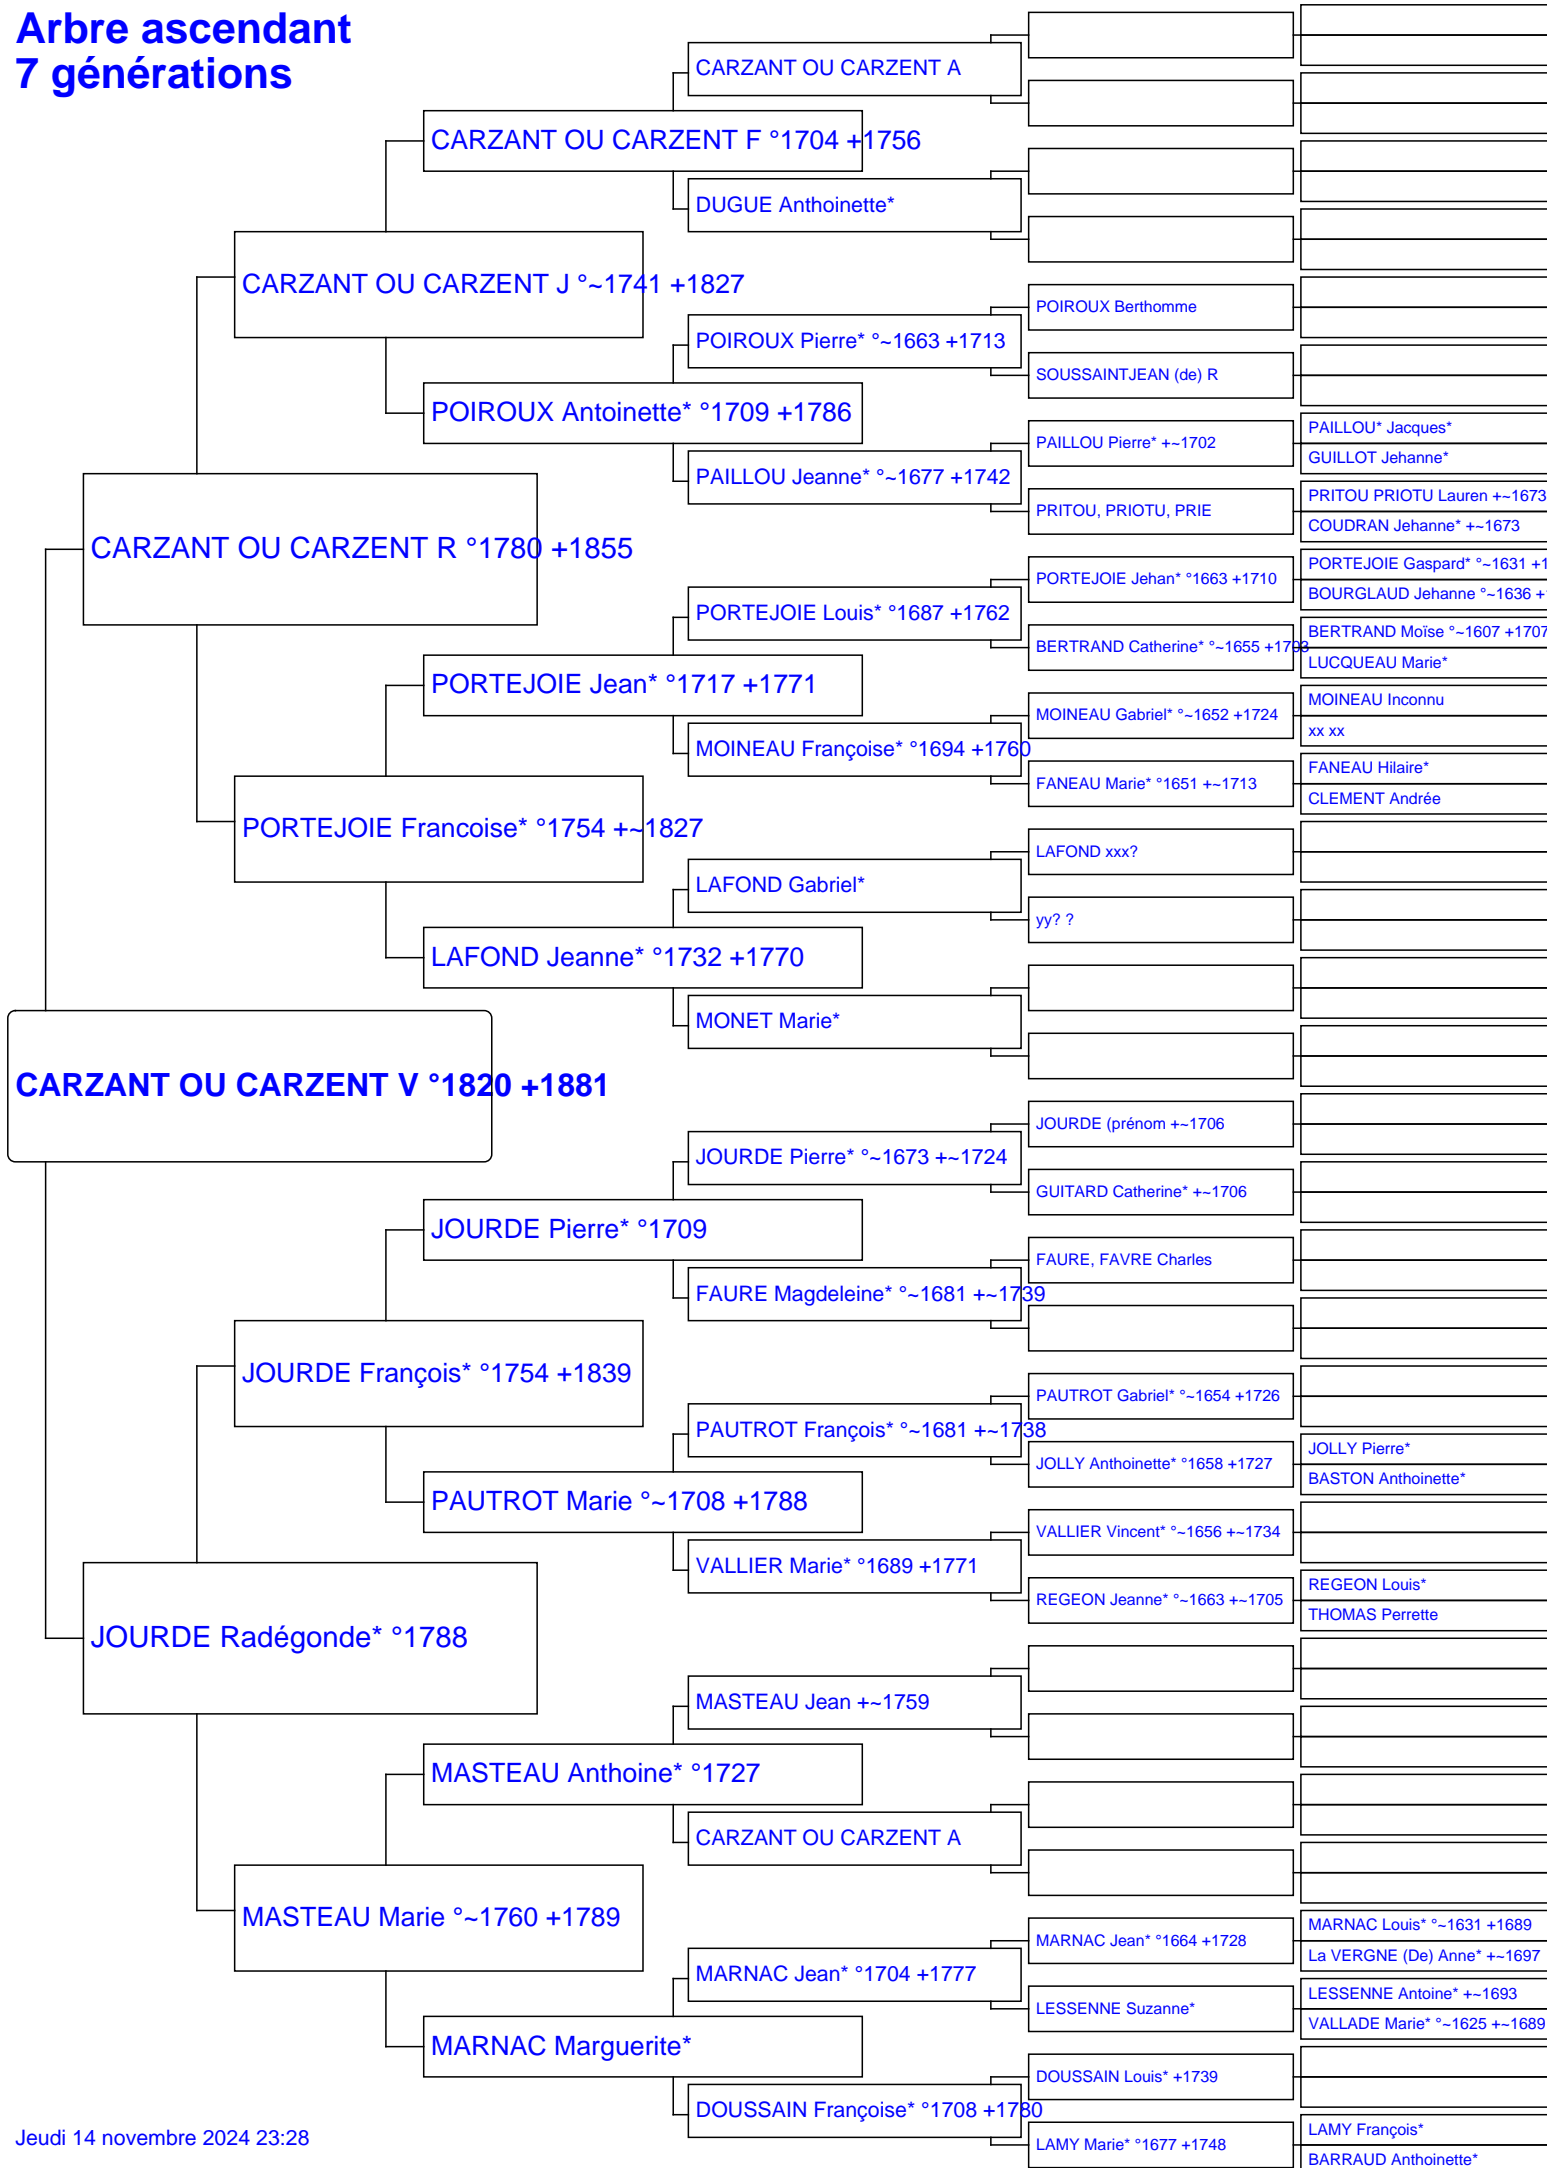 Arbre ascendant
7 générations
CARZANT OU CARZENT A
CARZANT OU CARZENT F °1704 +1756
DUGUE Anthoinette*
CARZANT OU CARZENT J °~1741 +1827
POIROUX Berthomme
POIROUX Pierre* °~1663 +1713
SOUSSAINTJEAN (de) R
POIROUX Antoinette* °1709 +1786
PAILLOU* Jacques*
PAILLOU Pierre* +~1702
GUILLOT Jehanne*
PAILLOU Jeanne* °~1677 +1742
PRITOU PRIOTU Lauren +~1673
PRITOU, PRIOTU, PRIE
COUDRAN Jehanne* +~1673
CARZANT OU CARZENT R °1780 +1855
PORTEJOIE Gaspard* °~1631 +1
PORTEJOIE Jehan* °1663 +1710
BOURGLAUD Jehanne °~1636 +
PORTEJOIE Louis* °1687 +1762
BERTRAND Moïse °~1607 +1707
BERTRAND Catherine* °~1655 +1703
LUCQUEAU Marie*
PORTEJOIE Jean* °1717 +1771
MOINEAU Inconnu
MOINEAU Gabriel* °~1652 +1724
xx xx
MOINEAU Françoise* °1694 +1760
FANEAU Hilaire*
FANEAU Marie* °1651 +~1713
CLEMENT Andrée
PORTEJOIE Francoise* °1754 +~1827
LAFOND xxx?
LAFOND Gabriel*
yy? ?
LAFOND Jeanne* °1732 +1770
MONET Marie*
CARZANT OU CARZENT V °1820 +1881
JOURDE (prénom +~1706
JOURDE Pierre* °~1673 +~1724
GUITARD Catherine* +~1706
JOURDE Pierre* °1709
FAURE, FAVRE Charles
FAURE Magdeleine* °~1681 +~1739
JOURDE François* °1754 +1839
PAUTROT Gabriel* °~1654 +1726
PAUTROT François* °~1681 +~1738
JOLLY Pierre*
JOLLY Anthoinette* °1658 +1727
BASTON Anthoinette*
PAUTROT Marie °~1708 +1788
VALLIER Vincent* °~1656 +~1734
VALLIER Marie* °1689 +1771
REGEON Louis*
REGEON Jeanne* °~1663 +~1705
THOMAS Perrette
JOURDE Radégonde* °1788
MASTEAU Jean +~1759
MASTEAU Anthoine* °1727
CARZANT OU CARZENT A
MASTEAU Marie °~1760 +1789
MARNAC Louis* °~1631 +1689
MARNAC Jean* °1664 +1728
La VERGNE (De) Anne* +~1697
MARNAC Jean* °1704 +1777
LESSENNE Antoine* +~1693
LESSENNE Suzanne*
VALLADE Marie* °~1625 +~1689
MARNAC Marguerite*
DOUSSAIN Louis* +1739
DOUSSAIN Françoise* °1708 +1780
LAMY François*
LAMY Marie* °1677 +1748
BARRAUD Anthoinette*
Jeudi 14 novembre 2024 23:28